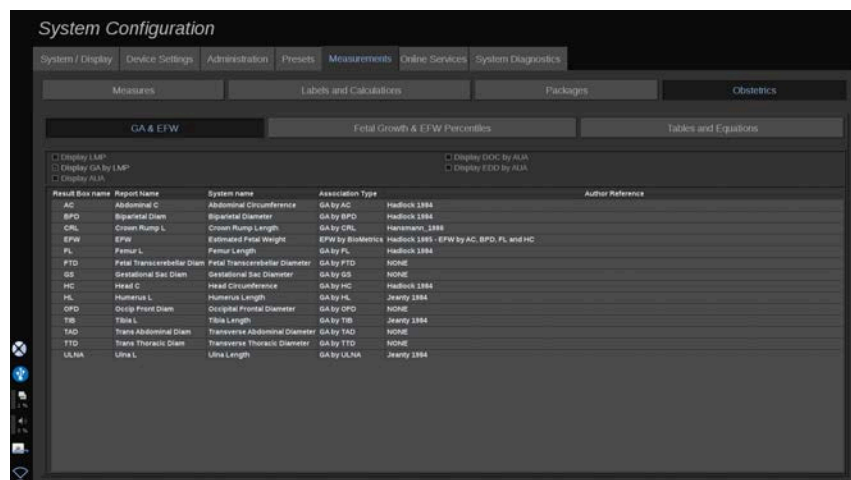 System Configuration
System / Display Device Settings Administration Presets Measurements Online Services System Diagnostics
Measures Labels and Calculations Packages Obstetrics
GA & EFW Fetal Growth & EFW Percentiles Tables and Equations
Display LMP Display DOC by AUA
Display GA by LMP Display EDD by AUA
Display AUA
Result Box name Report Name System name Association Type Author Reference
AC Abdominal C Abdominal Circumference GA by AC Hadlock 1984
BPD Biparietal Diam Biparietal Diameter GA by BPD Hadlock 1984
CRL Crown Rump L Crown Rump Length GA by CRL Hansmann_1986
EFW EFW Estimated Fetal Weight EFW by BioMetrics Hadlock 1985 - EFW by AC, BPD, FL and HC
FL Femur L Femur Length GA by FL Hadlock 1984
FTD Fetal Transcerebellar Diam Fetal Transcerebellar Diameter GA by FTD NONE
GS Gestational Sac Diam Gestational Sac Diameter GA by GS NONE
HC Head C Head Circumference GA by HC Hadlock 1984
HL Humerus L Humerus Length GA by HL Jeanty 1984
OFD Occip Front Diam Occipital Frontal Diameter GA by OFD NONE
TIB Tibia L Tibia Length GA by TIB Jeanty 1984
TAD Trans Abdominal Diam Transverse Abdominal Diameter GA by TAD NONE
TTD Trans Thoracic Diam Transverse Thoracic Diameter GA by TTD NONE
ULNA Ulna L Ulna Length GA by ULNA Jeanty 1984